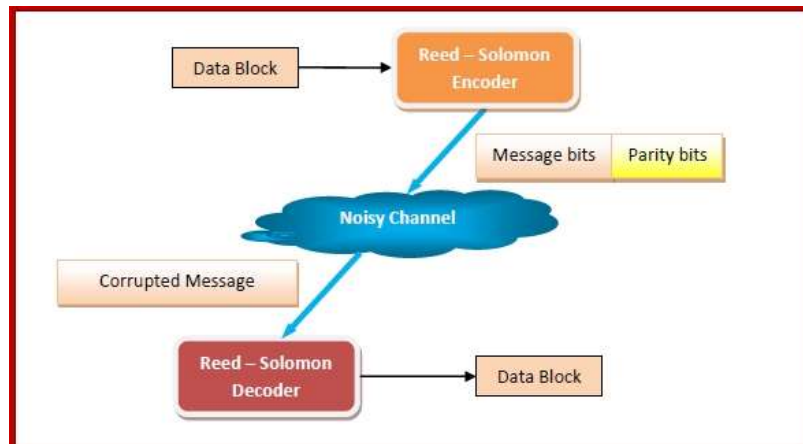 Data Block
Reed – Solomon
Encoder
Message bits
Parity bits
Noisy Channel
Corrupted Message
Reed – Solomon
Decoder
Data Block